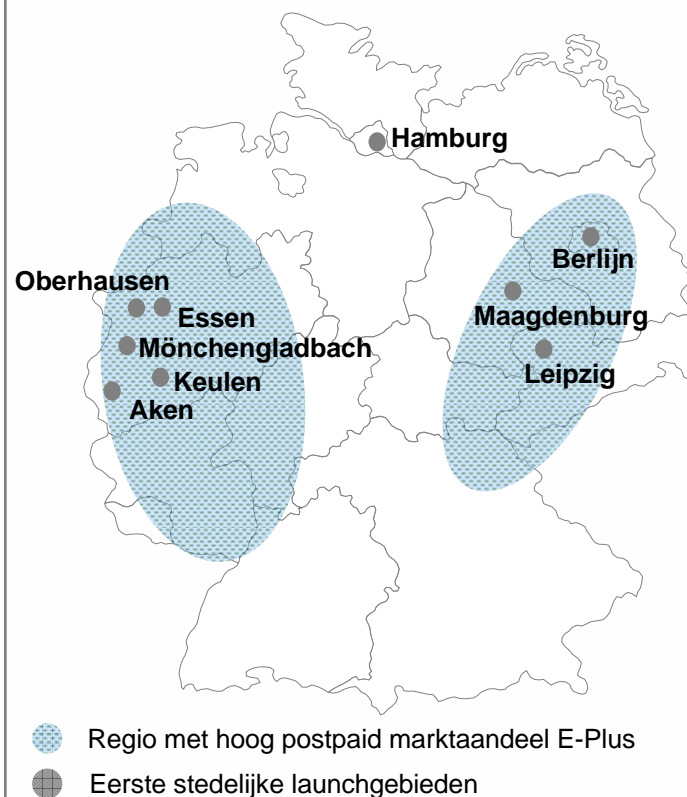 Hamburg
Berlijn
Oberhausen
Essen
Maagdenburg
Mönchengladbach
Leipzig
Keulen
Aken
Regio met hoog postpaid marktaandeel E-Plus
Eerste stedelijke launchgebieden